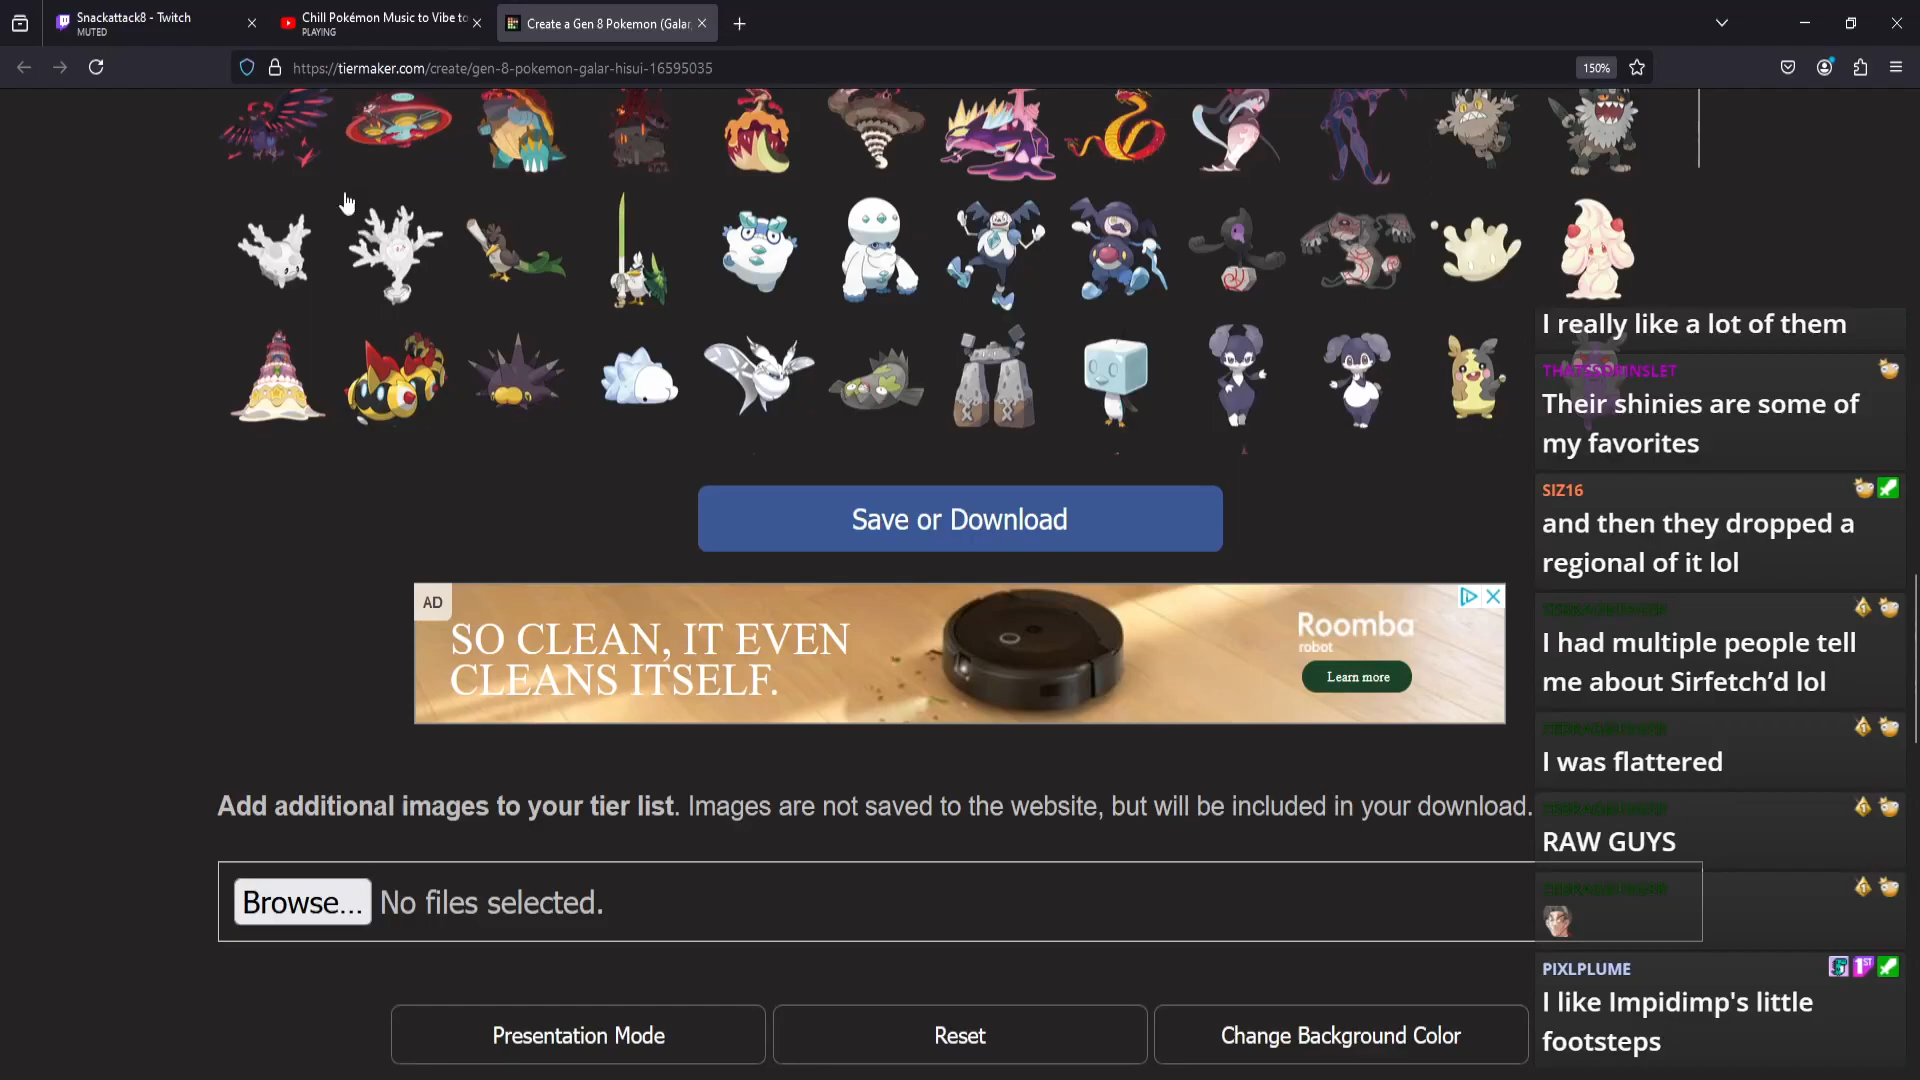 Snackattack8 - Twitch
MUTED
Chill Pokémon Music to Vibe to
PLAYING
Create a Gen 8 Pokemon (Galar,
https://tiermaker.com/create/gen-8-pokemon-galar-hisui-16595035
150%
I really like a lot of them
Their shinies are some of
my favorites
SIZ16
and then they dropped a
regional of it lol
I had multiple people tell
me about Sirfetch’d lol
I was flattered
RAW GUYS
PIXLPLUME
I like Impidimp's little
footsteps
Save or Download
AD
SO CLEAN, IT EVEN
CLEANS ITSELF.
Roomba
robot
Learn more
Add additional images to your tier list. Images are not saved to the website, but will be included in your download.
Browse... No files selected.
Presentation Mode
Reset
Change Background Color